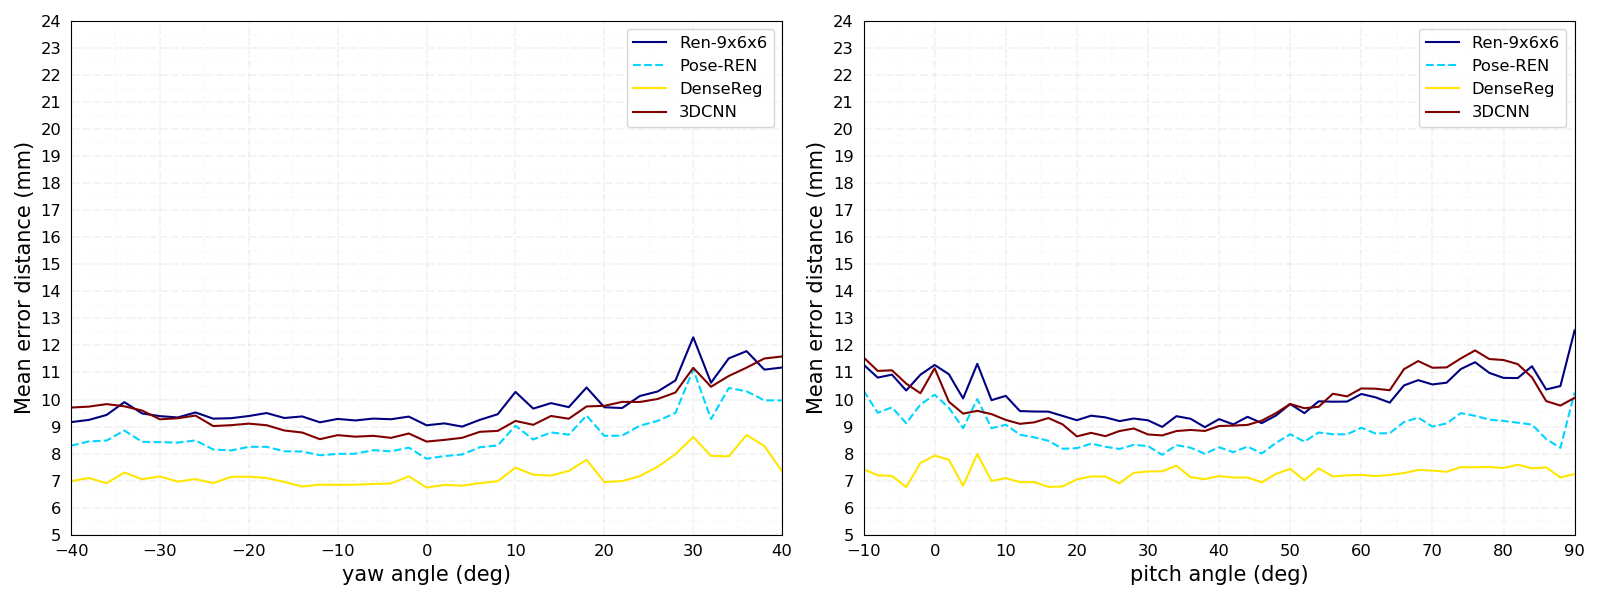 24
23
22
21
20
19
18
17
16
15
14
13
12
11
10
9
8
7
6
5
Mean error distance (mm)
−40 −30 −20 −10 0 10 20 30 40
yaw angle (deg)
Ren-9x6x6
Pose-REN
DenseReg
3DCNN
24
23
22
21
20
19
18
17
16
15
14
13
12
11
10
9
8
7
6
5
Mean error distance (mm)
−10 0 10 20 30 40 50 60 70 80 90
pitch angle (deg)
Ren-9x6x6
Pose-REN
DenseReg
3DCNN